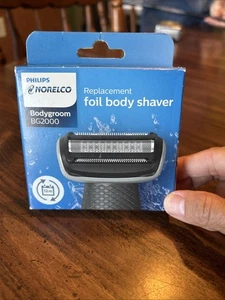 PHILIPS
NORELCO
Replacement
foil body shaver
Bodygroom
BG2000